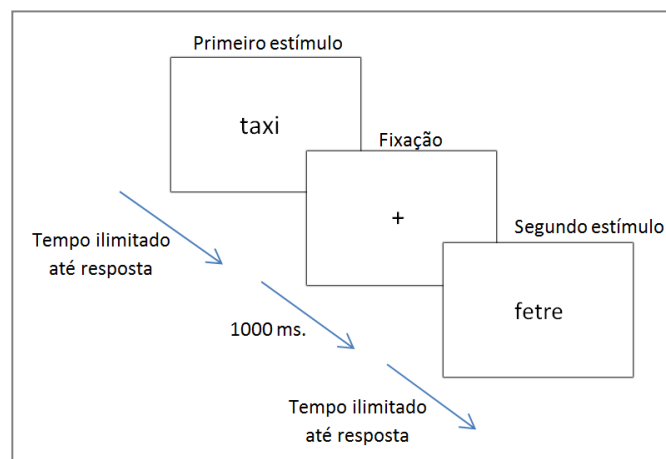 Primeiro estímulo
taxi
Fixação
+
Segundo estímulo
fetre
Tempo ilimitado
até resposta
1000 ms.
Tempo ilimitado
até resposta